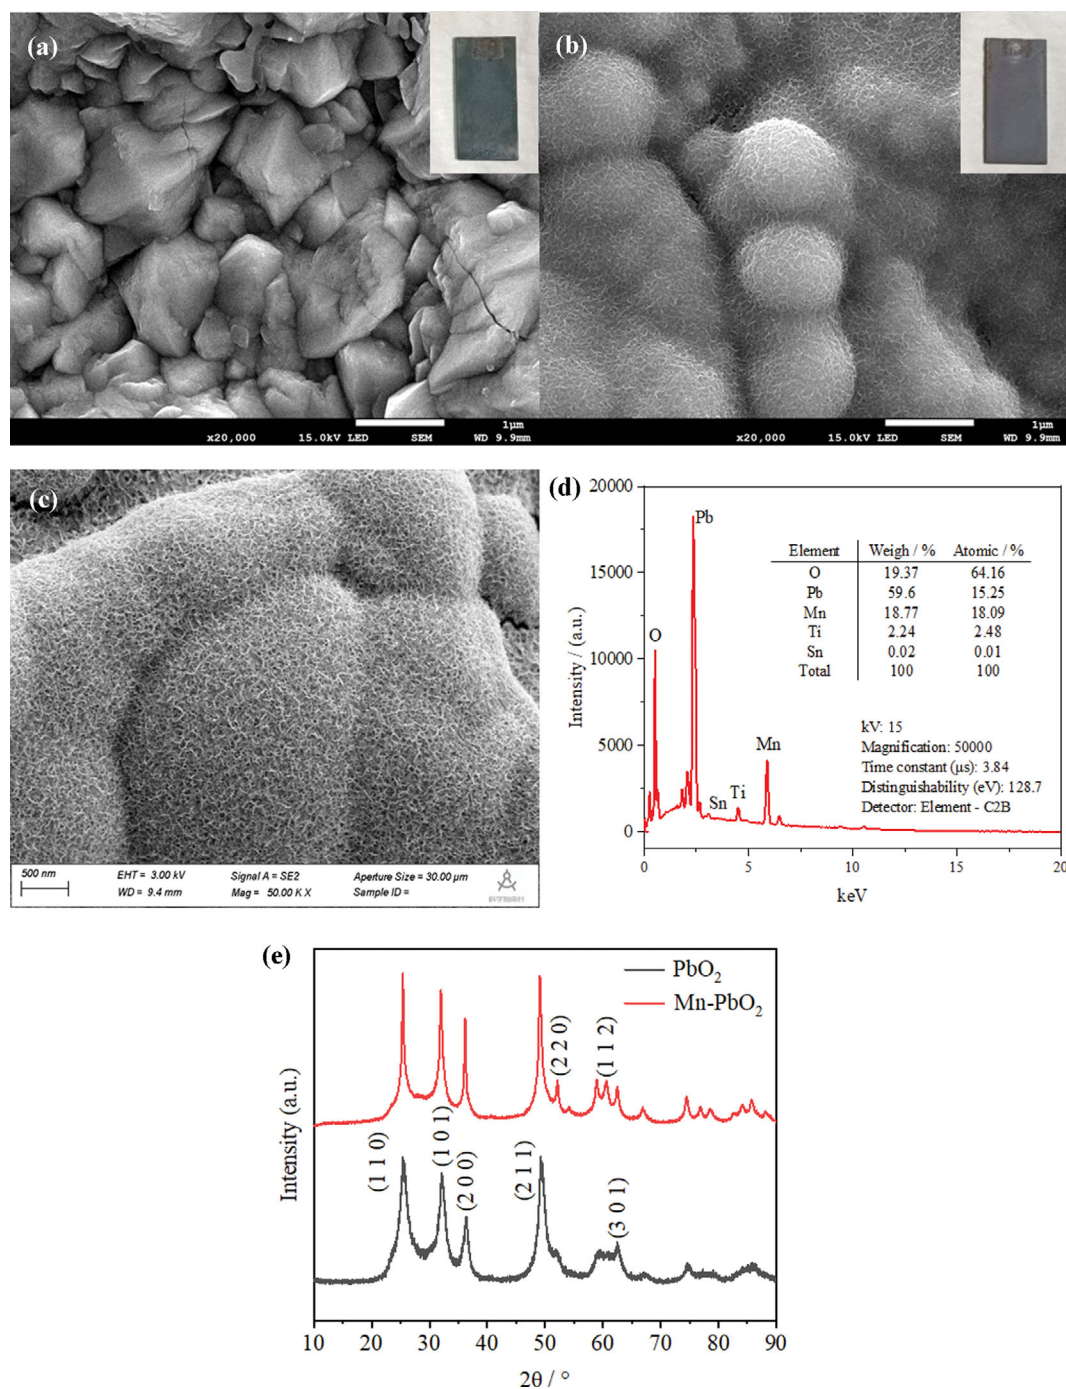 (a)
(b)
1μm
x20,000 15.0kV LED SEM WD 9.9mm
1μm
x20,000 15.0kV LED SEM WD 9.9mm
(c)
500 nm
EHT = 3.00 kV Signal A = SE2 Aperture Size = 30.00 μm
WD = 9.4 mm Mag = 50.00 K X Sample ID =
(d)
20000
15000
10000
5000
0
Intensity / (a.u.)
O
Pb
Sn
Ti
Mn
Element Weigh / % Atomic / %
O 19.37 64.16
Pb 59.6 15.25
Mn 18.77 18.09
Ti 2.24 2.48
Sn 0.02 0.01
Total 100 100
kV: 15
Magnification: 50000
Time constant (μs): 3.84
Distinguishability (eV): 128.7
Detector: Element - C2B
0 5 10 15 20
keV
(e)
PbO₂
Mn-PbO₂
(2 2 0)
(1 1 2)
(1 1 0)
(1 0 1)
(2 0 0)
(2 1 1)
(3 0 1)
Intensity (a.u.)
10 20 30 40 50 60 70 80 90
2θ / °